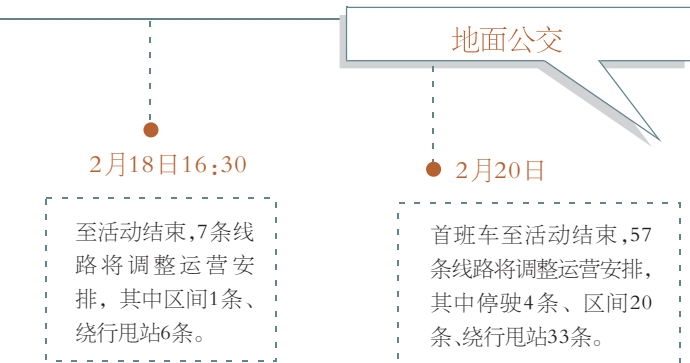 地面公交
2月18日16:30
至活动结束,7条线
路将调整运营安
排，其中区间1条、
绕行甩站6条。
2月20日
首班车至活动结束,57
条线路将调整运营安排,
其中停驶4条、区间20
条、绕行甩站33条。